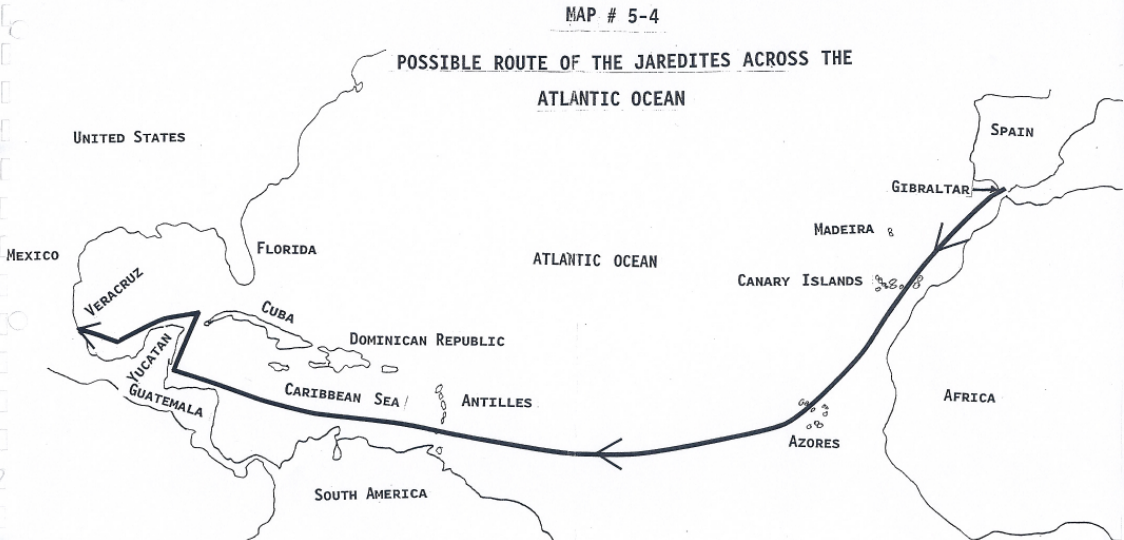 MAP # 5-4
POSSIBLE ROUTE OF THE JAREDITES ACROSS THE
ATLANTIC OCEAN
UNITED STATES
SPAIN
GIBRALTAR
MADEIRA
FLORIDA
MEXICO
ATLANTIC OCEAN
CANARY ISLANDS
VERACRUZ
CUBA
DOMINICAN REPUBLIC
YUCATAN
GUATEMALA
CARIBBEAN SEA
ANTILLES
AFRICA
AZORES
SOUTH AMERICA